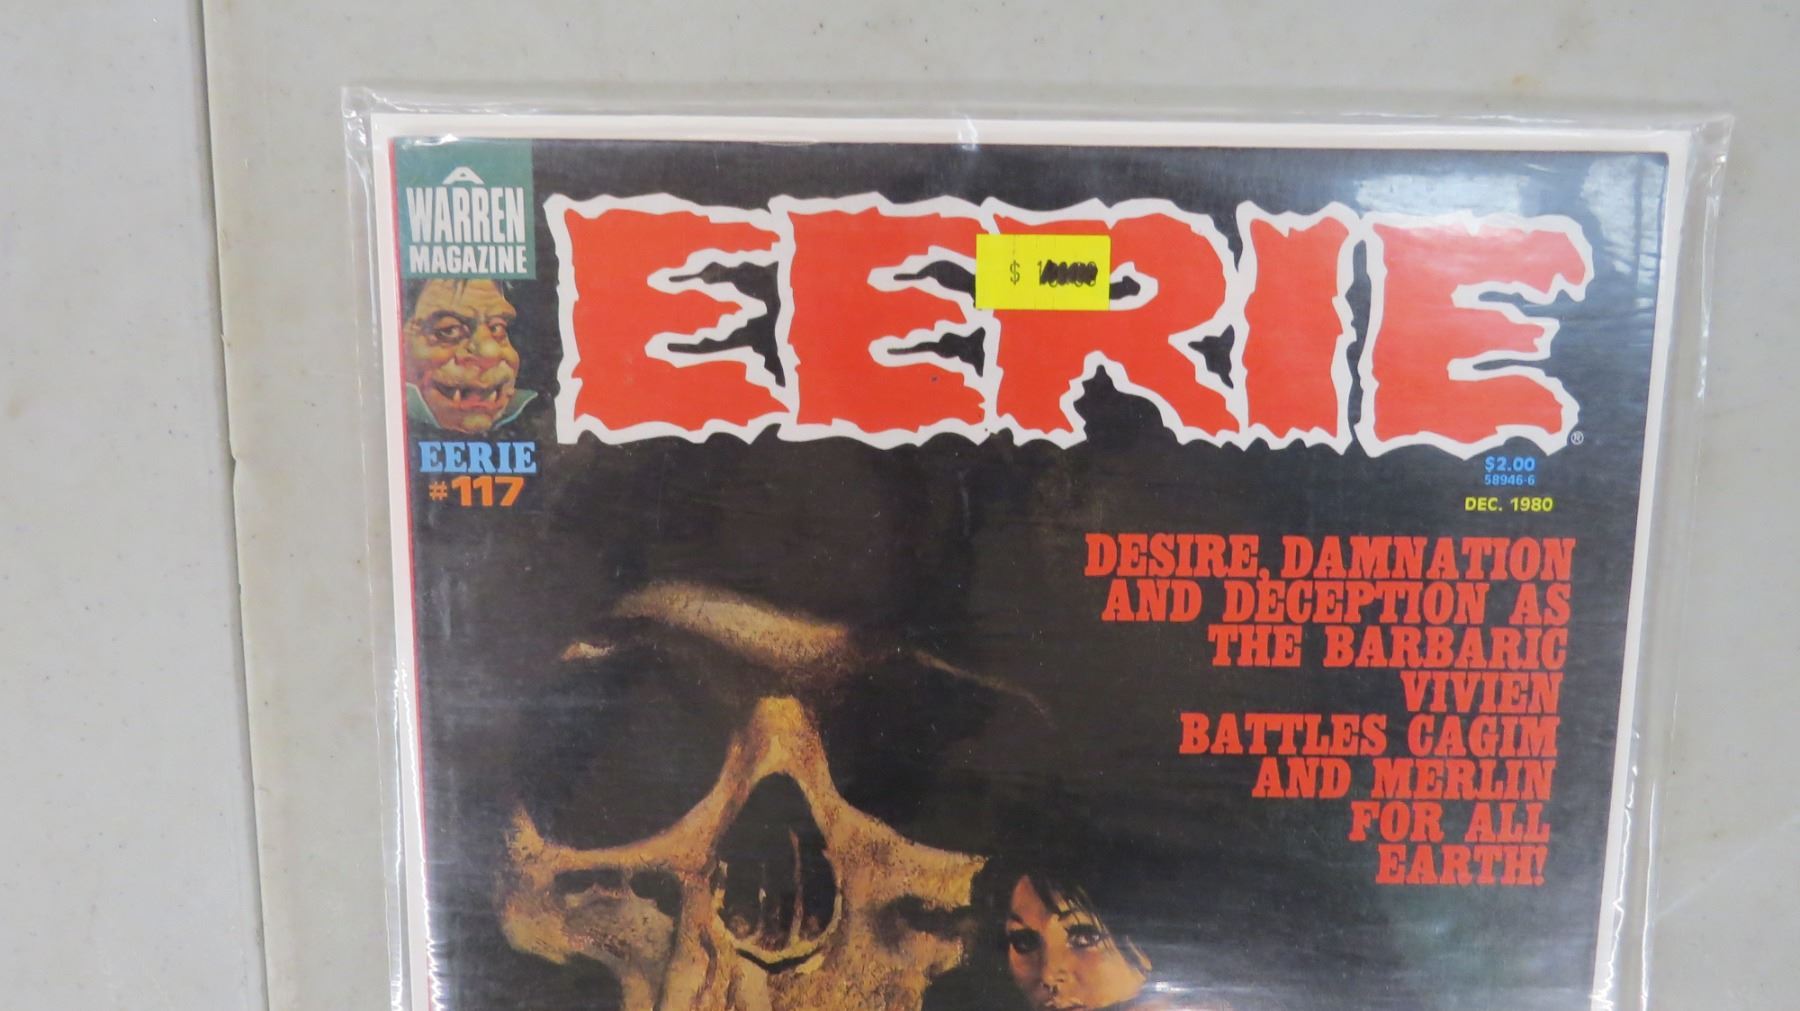 A
WARREN
MAGAZINE
EERIE
$
®
EERIE
#117
$2.00
58946-6
DEC. 1980
DESIRE, DAMNATION
AND DECEPTION AS
THE BARBARIC
VIVIEN
BATTLES CAGIM
AND MERLIN
FOR ALL
EARTH!